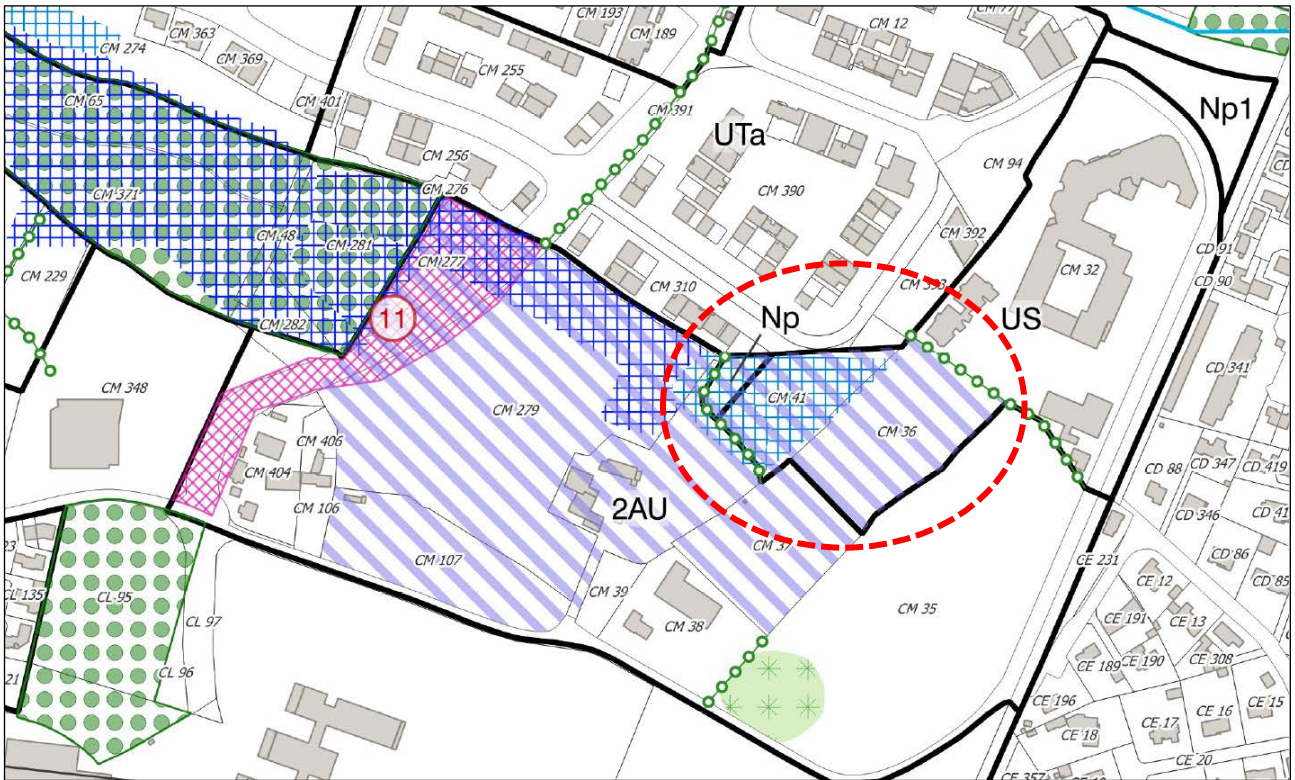 CM 193
CM 12
CM 363
CM 189
CM 274
CM 369
CM 255
CM 65
CM 401
CM 391
Np1
UTa
CM 256
CM 94
CM 276
CM 390
CM 371
CM 48
CM 281
CM 392
CD 91
CM 277
CM 32
CD 90
CM 229
CM 310
CM 393
11
CM 282
Np
US
CD 341
CM 348
CM 41
CM 279
CM 36
CM 406
CD 347
CD 419
CM 404
CD 88
CM 106
2AU
CD 346
CM 37
CE 231
CD 86
CM 107
CE 12
CD 85
CL 135
CL 95
CM 39
CM 35
CE 191
CE 13
CL 97
CM 38
CE 189
CE 190
CE 308
CL 96
CE 196
CE 15
CE 17
CE 16
CE 18
CE 20
CE 357